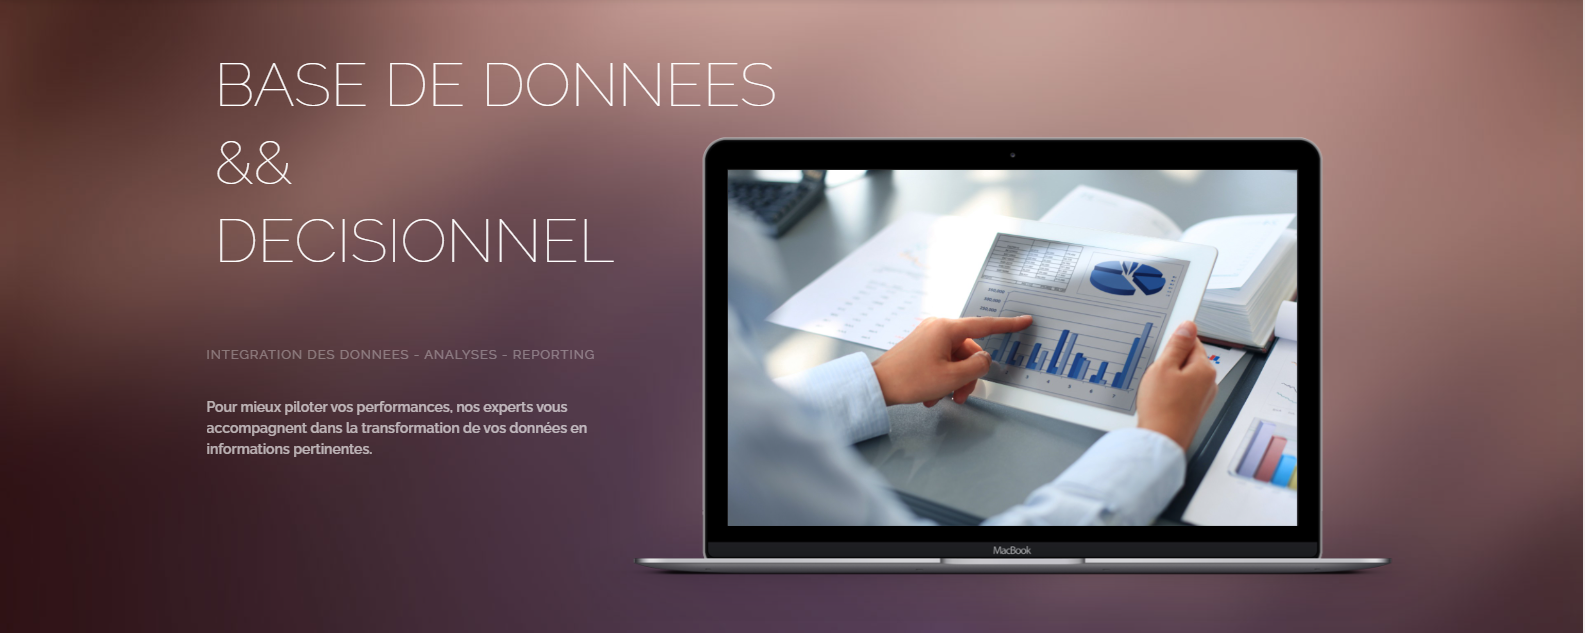 BASE DE DONNEES
&&
DECISIONNEL
INTEGRATION DES DONNEES - ANALYSES - REPORTING
Pour mieux piloter vos performances, nos experts vous
accompagnent dans la transformation de vos données en
informations pertinentes.
MacBook